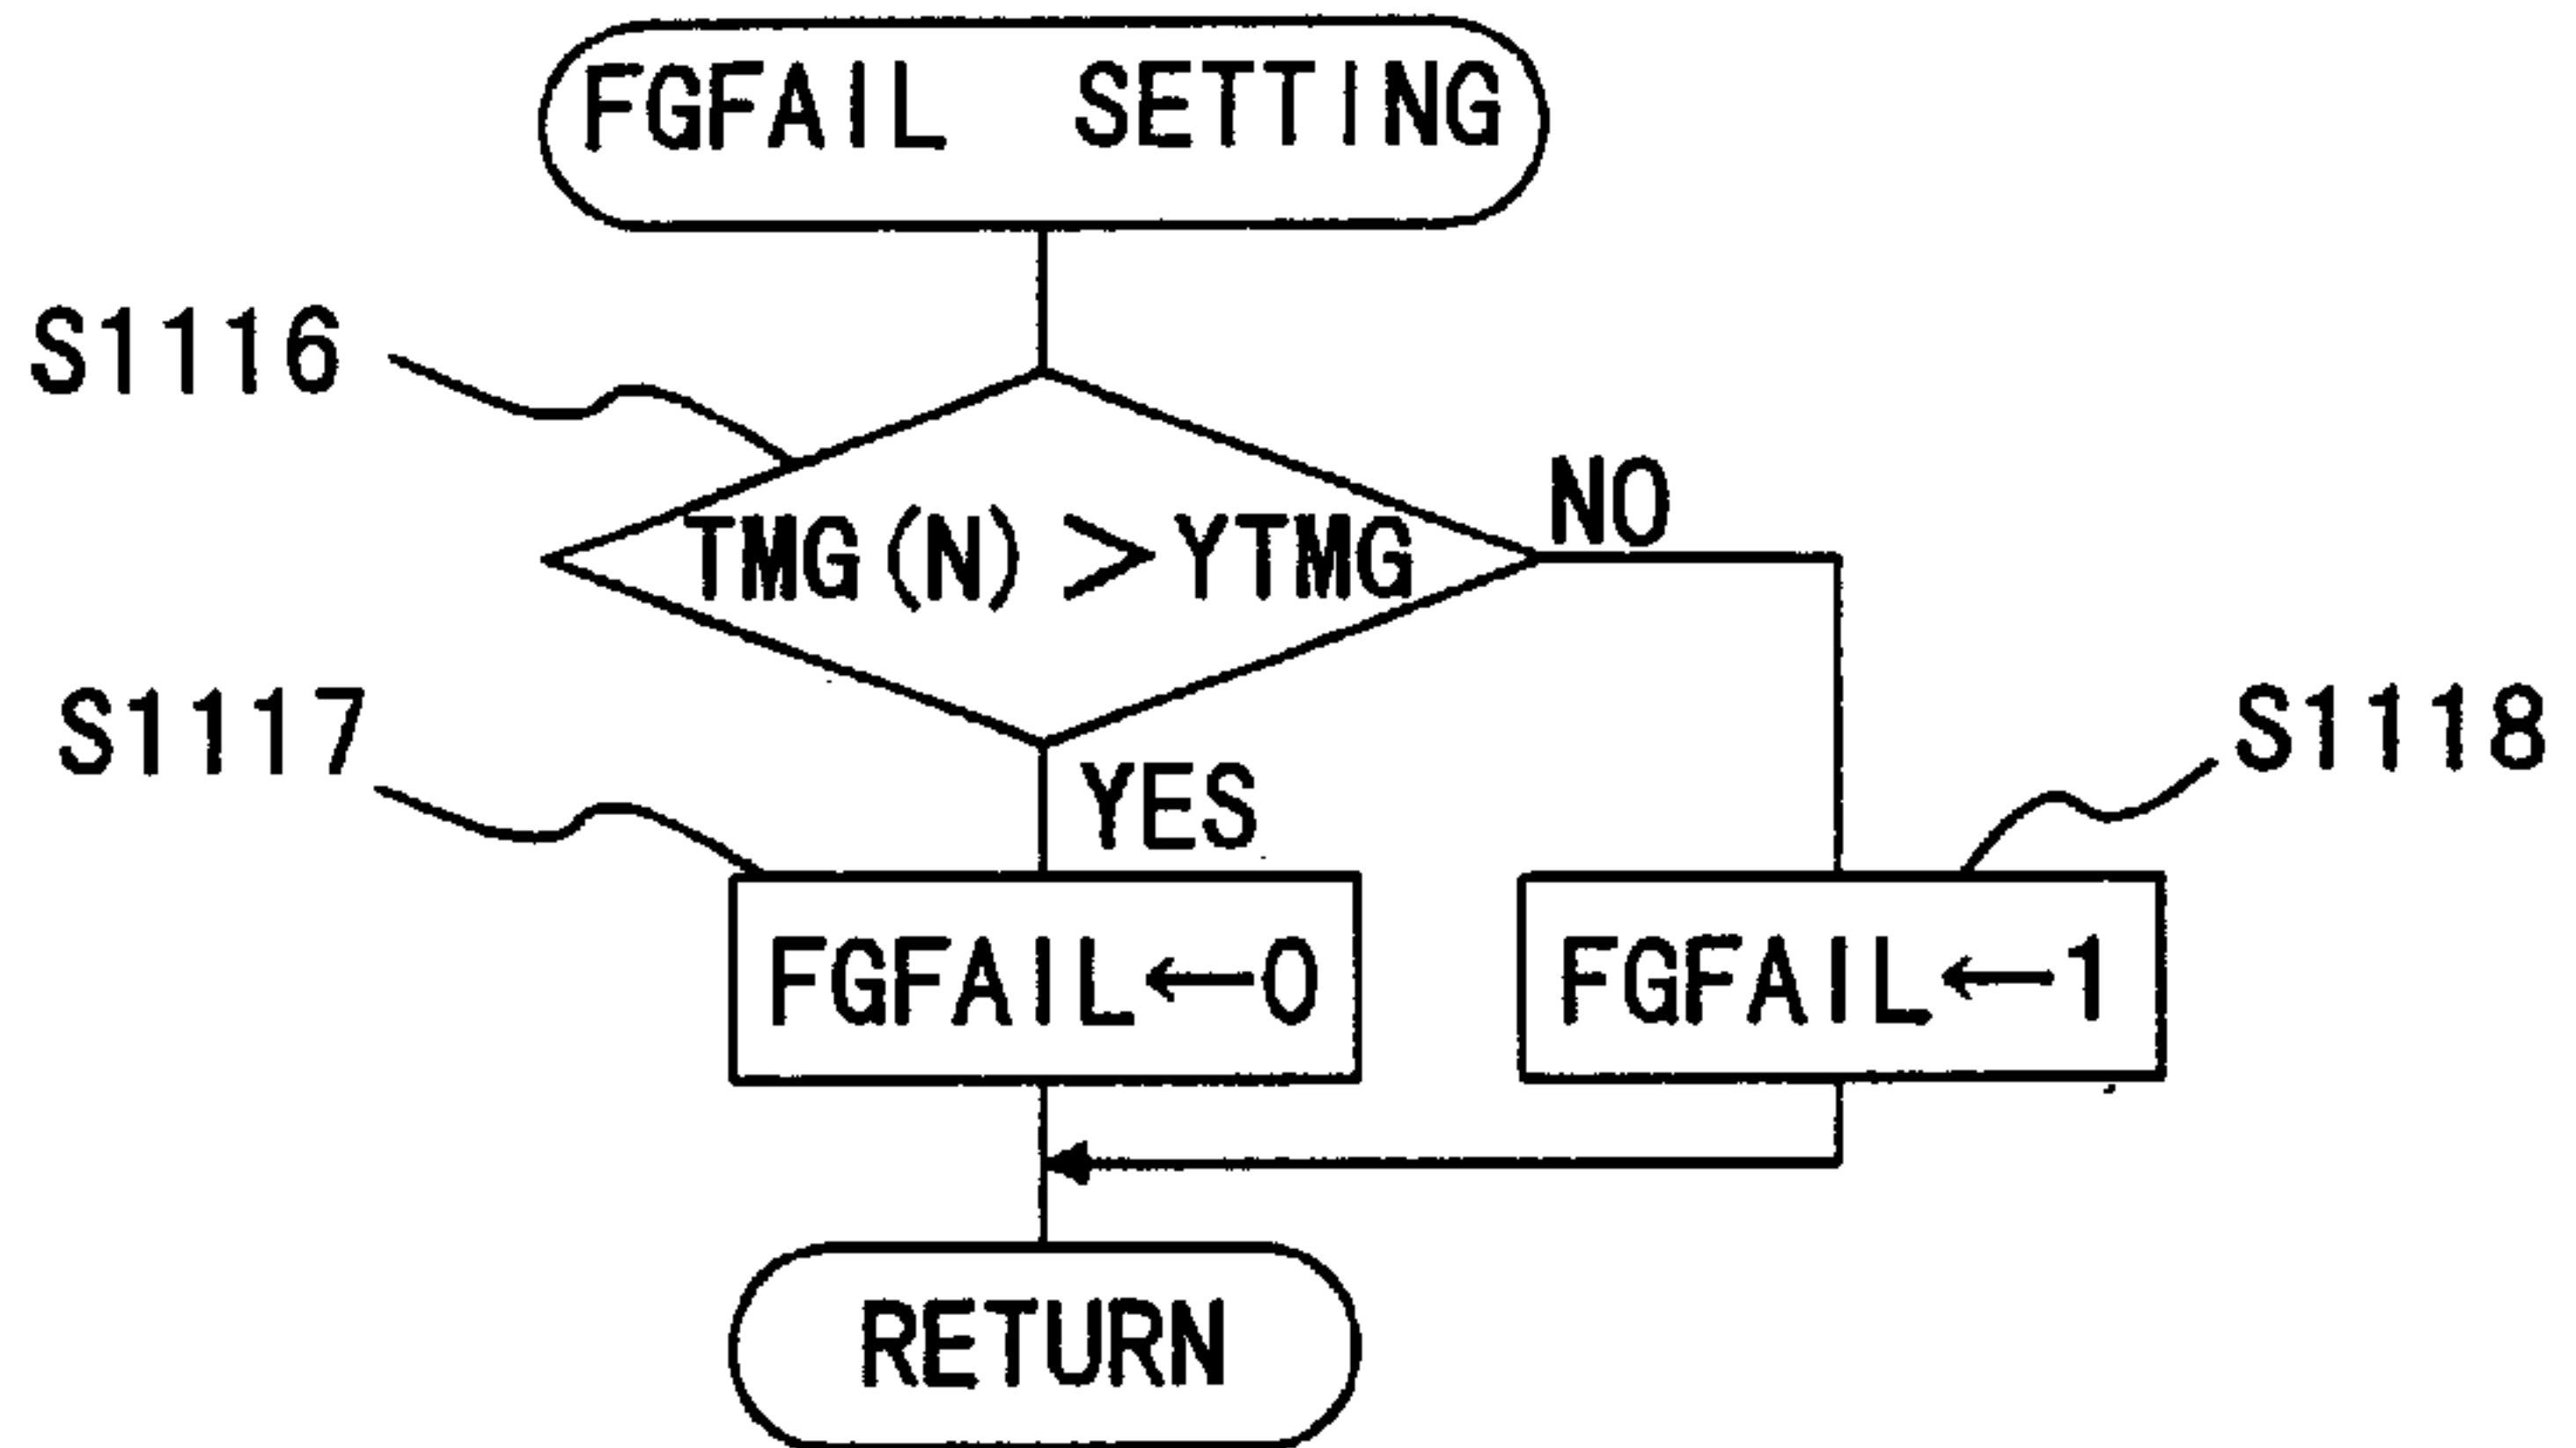 FGFAIL SETTING
S1116
TMG(N)>YTMG
NO
S1117
YES
S1118
FGFAIL←0
FGFAIL←1
RETURN